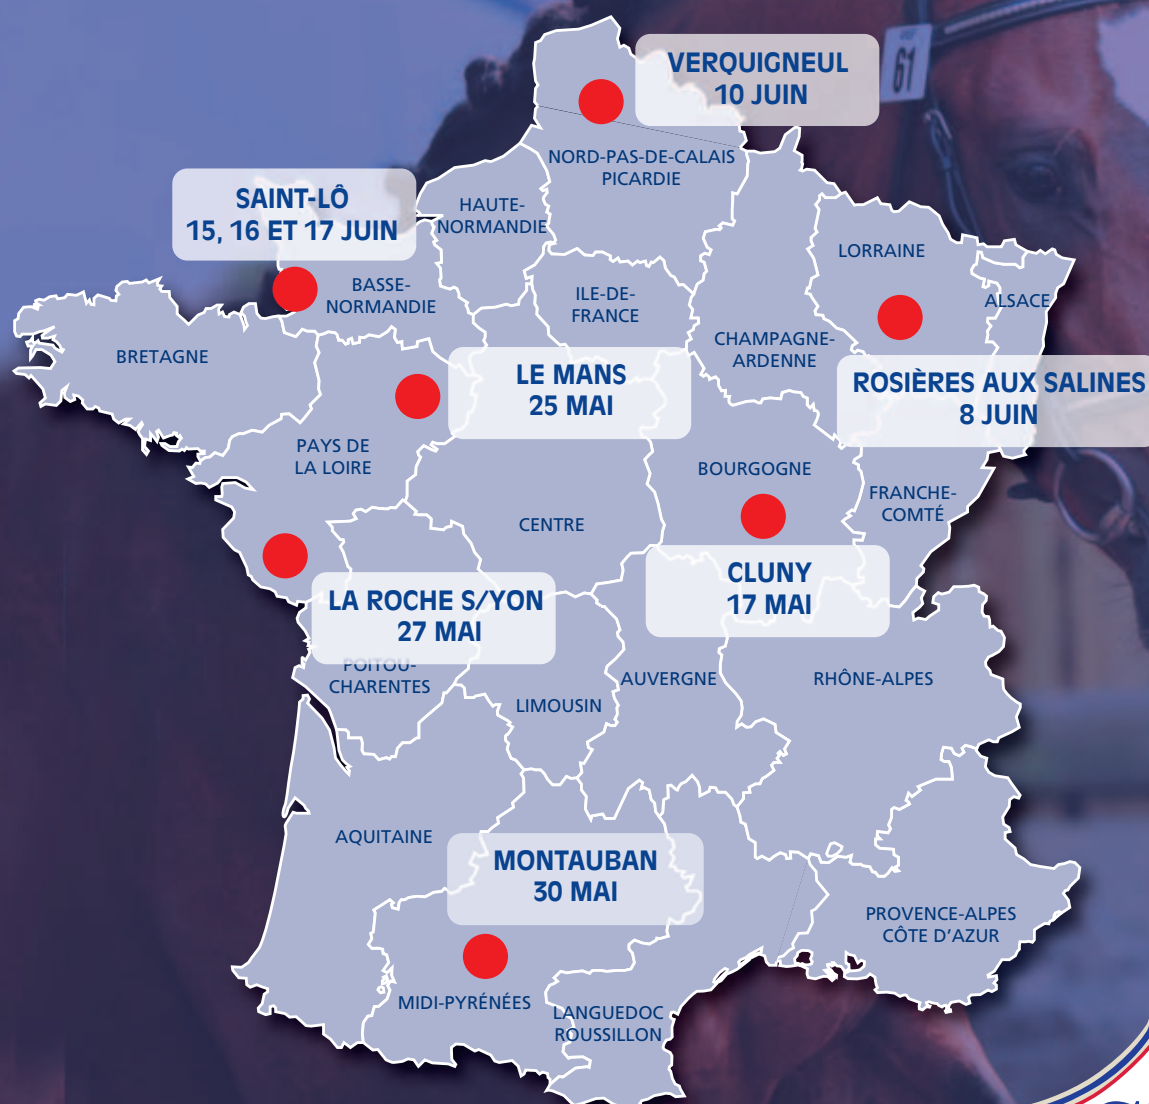 VERQUIGNEUL
10 JUIN
61
NORD-PAS-DE-CALAIS
PICARDIE
SAINT-LÔ
15, 16 ET 17 JUIN
HAUTE-
NORMANDIE
LORRAINE
BASSE-
NORMANDIE
ILE-DE-
FRANCE
ALSACE
CHAMPAGNE-
ARDENNE
BRETAGNE
LE MANS
25 MAI
ROSIÈRES AUX SALINES
8 JUIN
PAYS DE
LA LOIRE
BOURGOGNE
FRANCHE-
COMTÉ
CENTRE
CLUNY
17 MAI
LA ROCHE S/YON
27 MAI
POITOU-
CHARENTES
AUVERGNE
RHÔNE-ALPES
LIMOUSIN
AQUITAINE
MONTAUBAN
30 MAI
PROVENCE-ALPES
CÔTE D'AZUR
MIDI-PYRÉNÉES
LANGUEDOC
ROUSSILLON